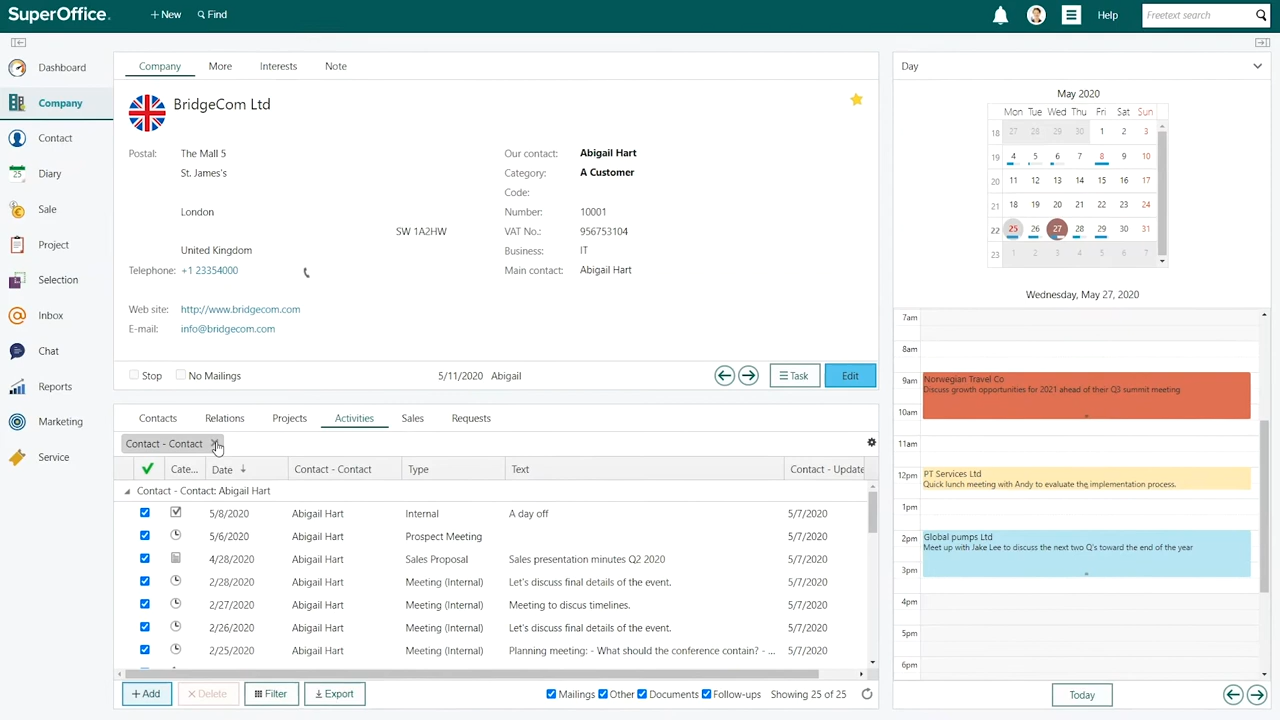 SuperOffice
+ New
Find
Help
Freetext search
Dashboard
Company
Contact
Diary
25
Sale
Project
Selection
Inbox
Chat
Reports
Marketing
Service
Company
More
Interests
Note
BridgeCom Ltd
Postal:
The Mall 5
St. James's
London
SW 1A2HW
United Kingdom
Telephone:
+1 23354000
Web site:
http://www.bridgecom.com
E-mail:
info@bridgecom.com
Our contact:
Abigail Hart
Category:
A Customer
Code:
Number:
10001
VAT No.:
956753104
Business:
IT
Main contact:
Abigail Hart
Stop
No Mailings
5/11/2020
Abigail
Task
Edit
Contacts
Relations
Projects
Activities
Sales
Requests
Contact - Contact
Cate...
Date
Contact - Contact
Type
Text
Contact - Update
Contact - Contact: Abigail Hart
5/8/2020 Abigail Hart Internal A day off 5/7/2020
5/6/2020 Abigail Hart Prospect Meeting 5/7/2020
4/28/2020 Abigail Hart Sales Proposal Sales presentation minutes Q2 2020 5/7/2020
2/28/2020 Abigail Hart Meeting (Internal) Let's discuss final details of the event. 5/7/2020
2/27/2020 Abigail Hart Meeting (Internal) Meeting to discus timelines. 5/7/2020
2/26/2020 Abigail Hart Meeting (Internal) Let's discuss final details of the event. 5/7/2020
2/25/2020 Abigail Hart Meeting (Internal) Planning meeting: - What should the conference contain? - ... 5/7/2020
+ Add
Delete
Filter
Export
Mailings
Other
Documents
Follow-ups
Showing 25 of 25
Day
May 2020
Mon Tue Wed Thu Fri Sat Sun
18 27 28 29 30 1 2 3
19 4 5 6 7 8 9 10
20 11 12 13 14 15 16 17
21 18 19 20 21 22 23 24
22 25 26 27 28 29 30 31
23 1 2 3 4 5 6 7
Wednesday, May 27, 2020
7am
8am
9am
Norwegian Travel Co
Discuss growth opportunities for 2021 ahead of their Q3 summit meeting
10am
11am
12pm
PT Services Ltd
Quick lunch meeting with Andy to evaluate the implementation process.
1pm
2pm
Global pumps Ltd
Meet up with Jake Lee to discuss the next two Q's toward the end of the year
3pm
4pm
5pm
6pm
Today